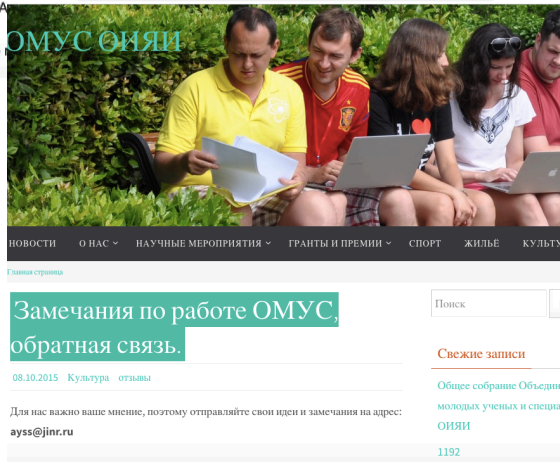 ОМУС ОИЯИ
НОВОСТИ О НАС НАУЧНЫЕ МЕРОПРИЯТИЯ ГРАНТЫ И ПРЕМИИ СПОРТ ЖИЛЬЁ
Главная страница
Замечания по работе ОМУС,
обратная связь.
08.10.2015 Культура отзывы
Для нас важно ваше мнение, поэтому отправляйте свои идеи и замечания на адрес:
ayss@jinr.ru
Поиск
Свежие записи
Общее собрание
молодых ученых и
ОИЯИ
1192